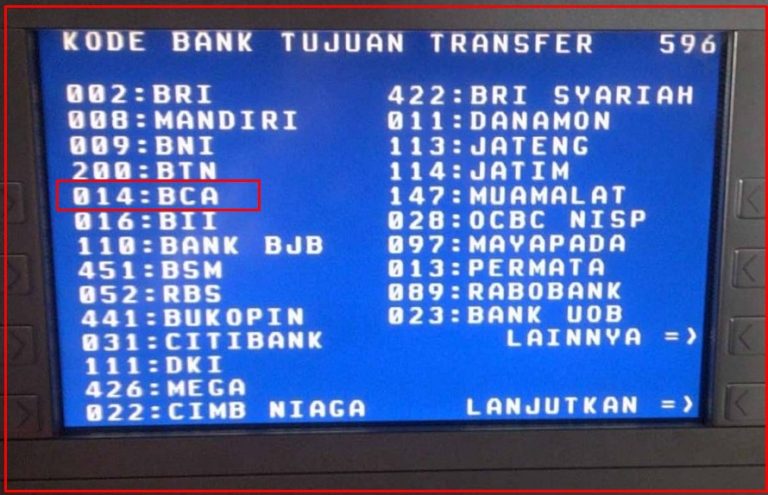 KODE BANK TUJUAN TRANSFER 596
002:BRI
008:MANDIRI
009:BNI
200:BTN
014:BCA
016:BII
110:BANK BJB
451:BSM
052:RBS
441:BUKOPIN
031:CITIBANK
111:DKI
426:MEGA
022:CIMB NIAGA
422:BRI SYARIAH
011:DANAMON
113:JATENG
114:JATIM
147:MUAMALAT
028:OCBC NISP
097:MAYAPADA
013:PERMATA
089:RABOBANK
023:BANK UOB
LAINNYA =>
LANJUTKAN =>